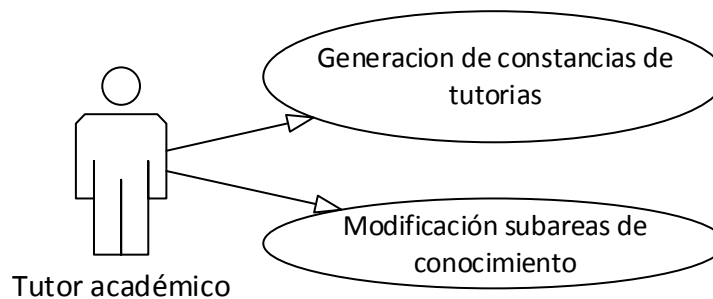 Generacion de constancias de
tutorias
Modificación subareas de
conocimiento
Tutor académico